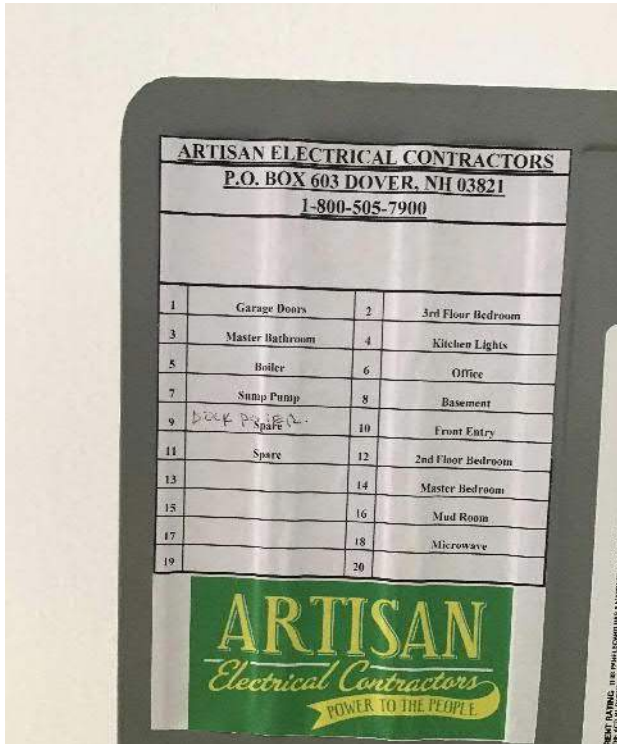 ARTISAN ELECTRICAL CONTRACTORS
P.O. BOX 603 DOVER, NH 03821
1-800-505-7900
1 Garage Doors 2 3rd Floor Bedroom
3 Master Bathroom 4 Kitchen Lights
5 Boiler 6 Office
7 Sump Pump 8 Basement
9 Spare 10 Front Entry
11 Spare 12 2nd Floor Bedroom
13 14 Master Bedroom
15 16 Mud Room
17 18 Microwave
19 20
ARTISAN
Electrical Contractors
POWER TO THE PEOPLE